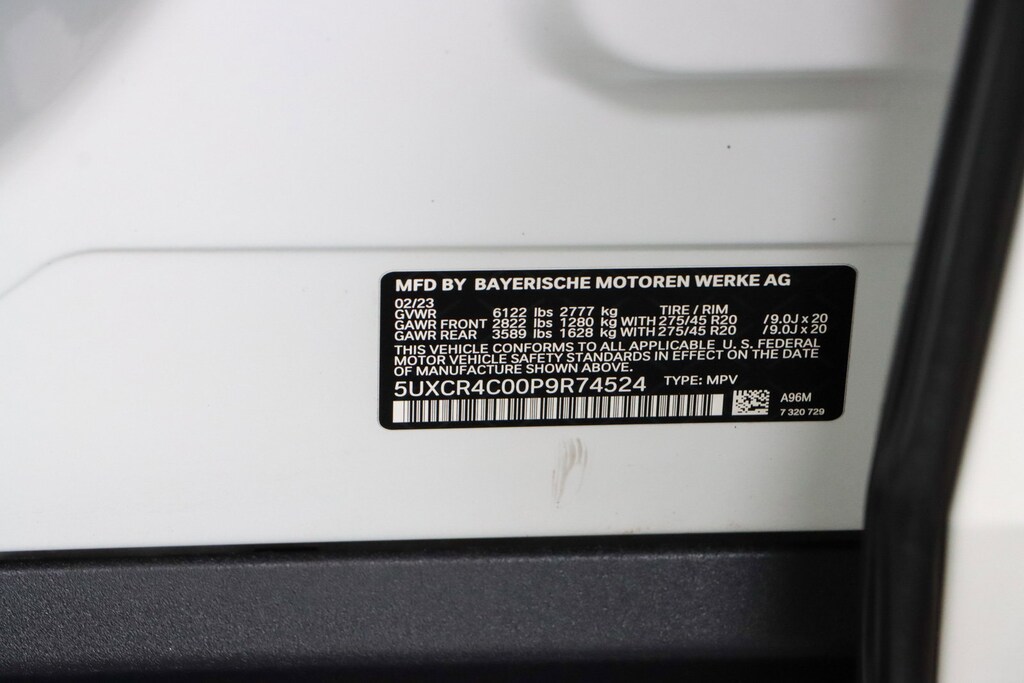 MFD BY BAYERISCHE MOTOREN WERKE AG
02/23
GVWR 6122 lbs 2777 kg TIRE / RIM
GAWR FRONT 2822 lbs 1280 kg WITH 275/45 R20 /9.0J x 20
GAWR REAR 3589 lbs 1628 kg WITH 275/45 R20 /9.0J x 20
THIS VEHICLE CONFORMS TO ALL APPLICABLE U. S. FEDERAL
MOTOR VEHICLE SAFETY STANDARDS IN EFFECT ON THE DATE
OF MANUFACTURE SHOWN ABOVE.
5UXCR4C00P9R74524 TYPE: MPV
A96M
7 320 729